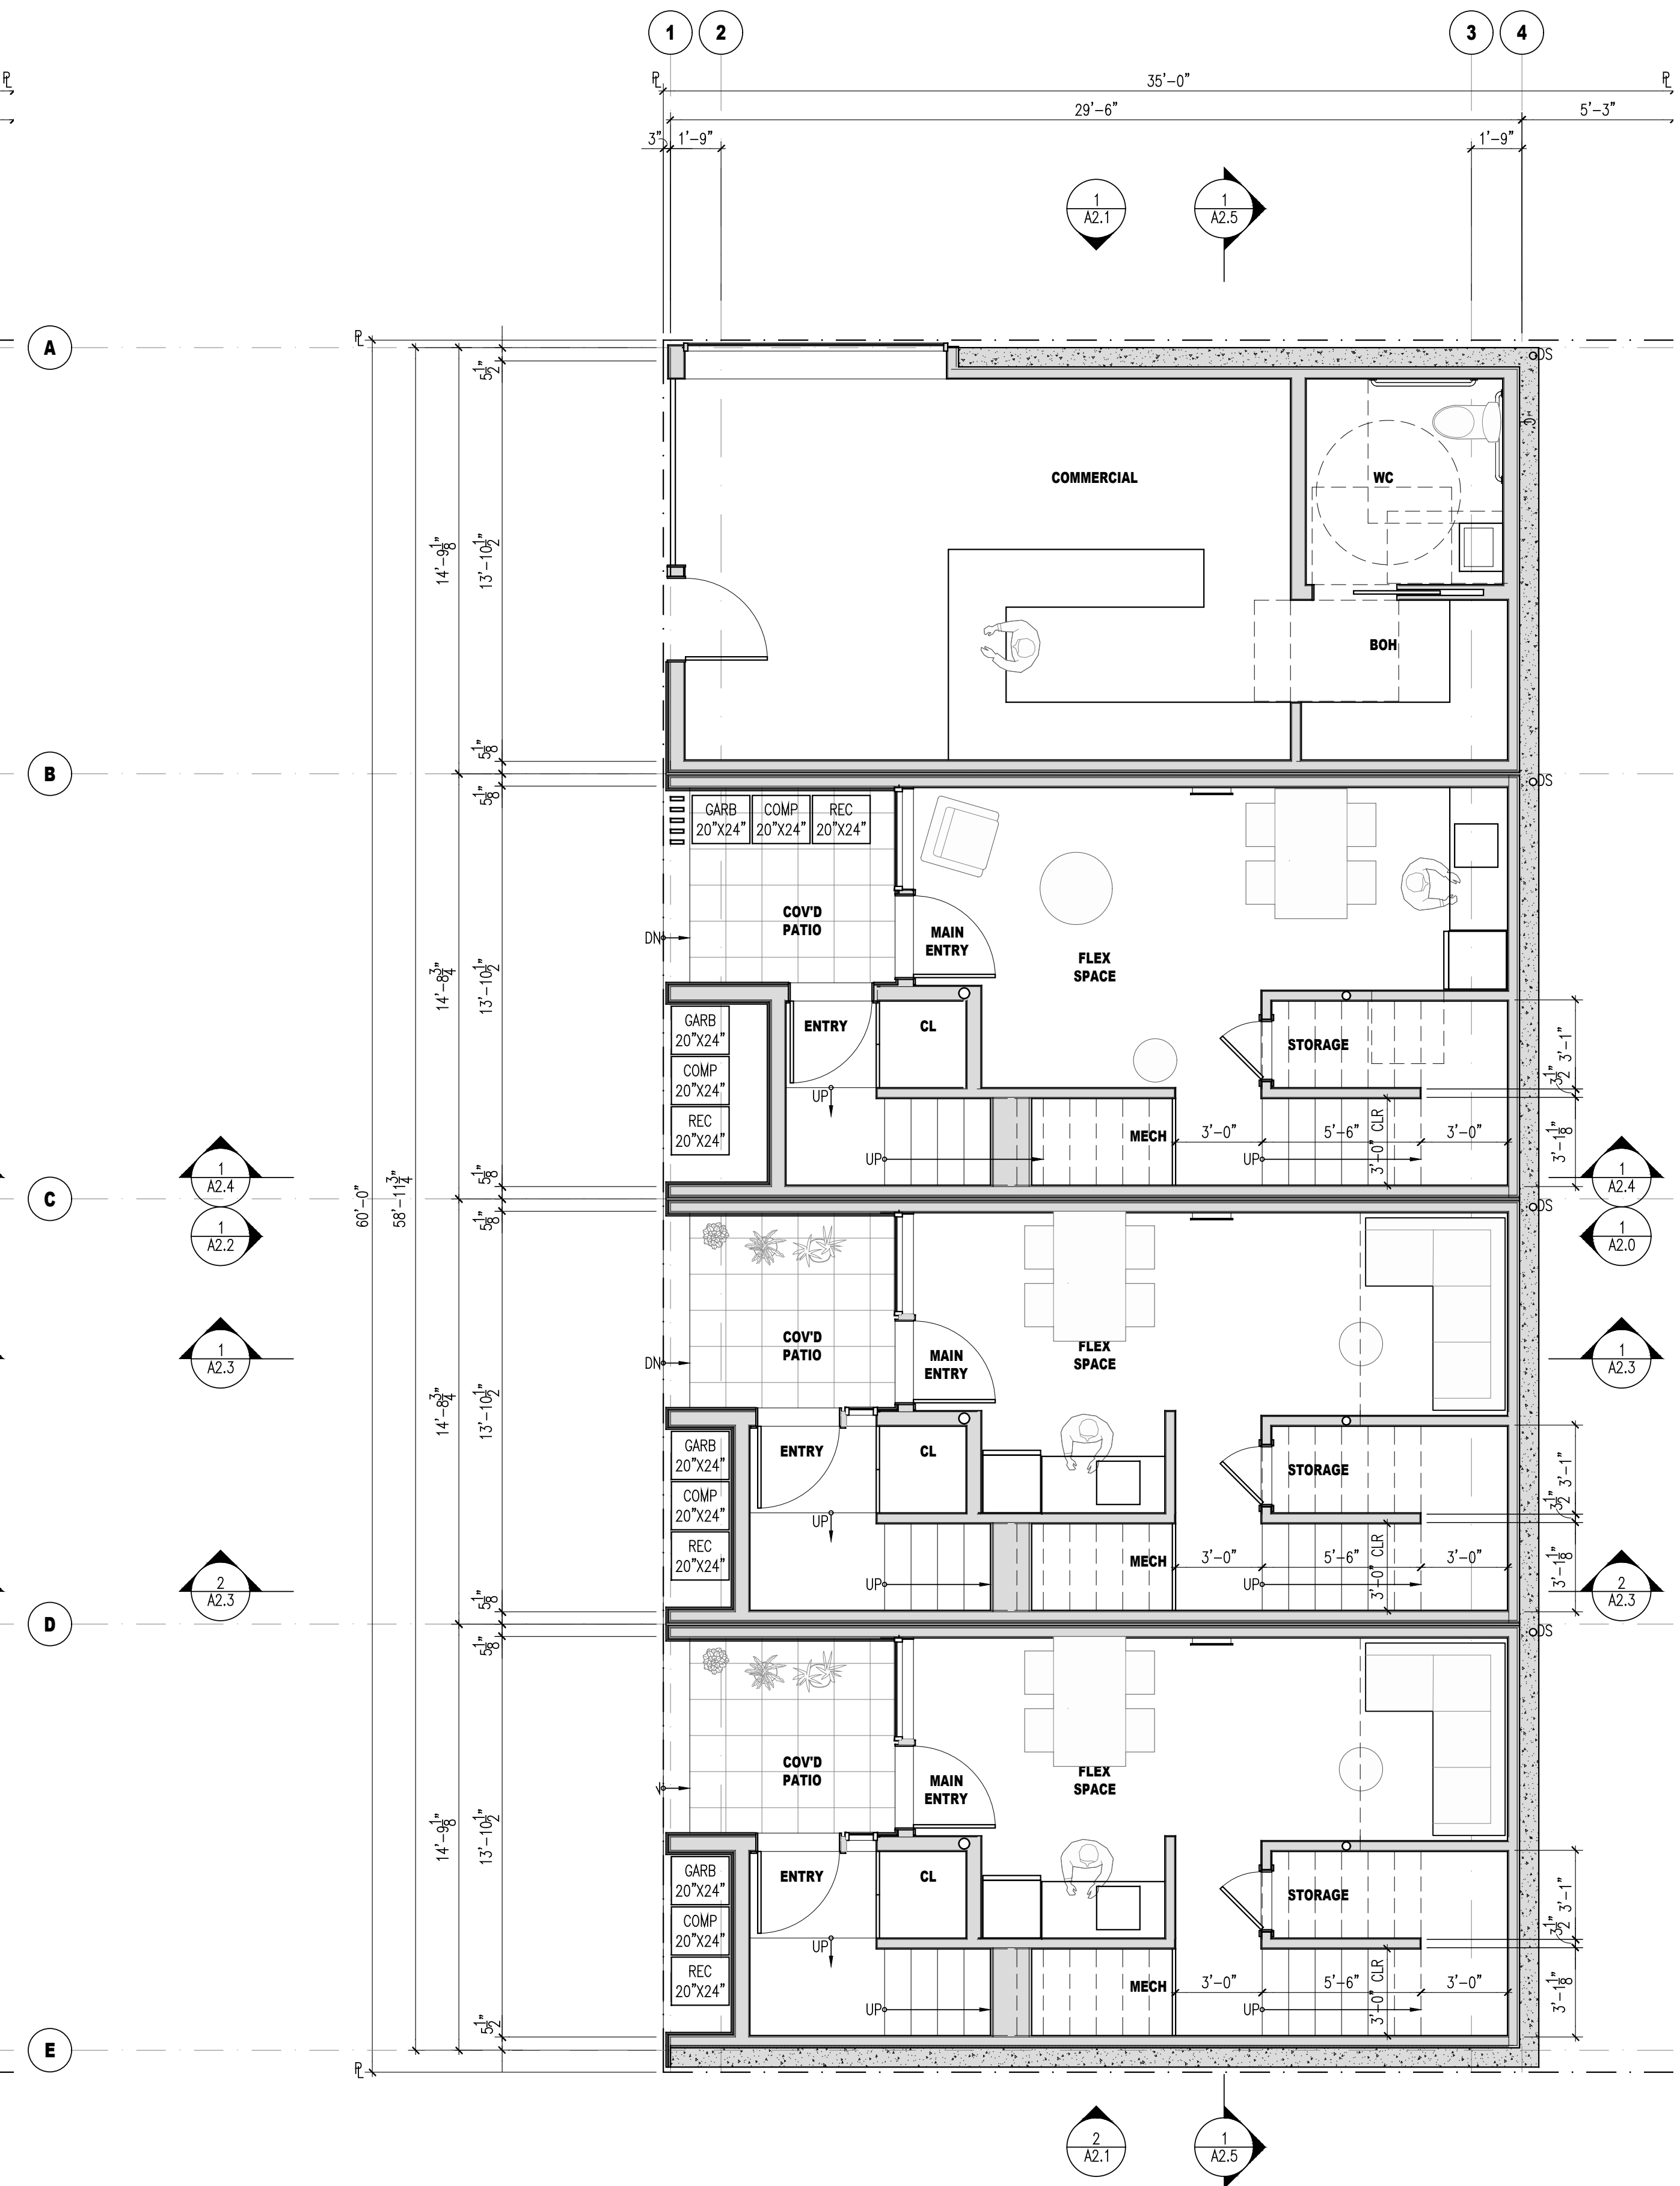 1 2 3 4
PL PL PL
35'-0"
29'-6" 5'-3"
3" 1'-9" 1'-9"
1
A2.1
1
A2.5
A
PL
5 1/2"
DS
COMMERCIAL
WC
14'-9 1/8"
13'-10 1/2"
BOH
5 1/8"
B
DS
5 1/8"
GARB
20"X24"
COMP
20"X24"
REC
20"X24"
COV'D
PATIO
MAIN
ENTRY
DN
FLEX
SPACE
14'-8 3/4"
13'-10 1/2"
GARB
20"X24"
ENTRY
CL
STORAGE
3'-1"
3 1/2"
COMP
20"X24"
UP
REC
20"X24"
MECH
3'-0" 5'-6" 3'-0"
3'-0" CLR
3'-1 1/8"
UP UP
5 1/8"
1
A2.4
1
A2.4
C
60'-0"
58'-11 3/4"
DS
5 1/8"
1
A2.2
1
A2.0
COV'D
PATIO
MAIN
ENTRY
FLEX
SPACE
DN
1
A2.3
1
A2.3
14'-8 3/4"
13'-10 1/2"
GARB
20"X24"
ENTRY
CL
STORAGE
3'-1"
3 1/2"
COMP
20"X24"
UP
REC
20"X24"
MECH
3'-0" 5'-6" 3'-0"
3'-0" CLR
3'-1 1/8"
UP UP
2
A2.3
2
A2.3
5 1/8"
D
DS
5 1/8"
COV'D
PATIO
MAIN
ENTRY
FLEX
SPACE
14'-9 1/8"
13'-10 1/2"
GARB
20"X24"
ENTRY
CL
STORAGE
3'-1"
3 1/2"
COMP
20"X24"
UP
REC
20"X24"
MECH
3'-0" 5'-6" 3'-0"
3'-0" CLR
3'-1 1/8"
UP UP
5 1/2"
E
PL
2
A2.1
1
A2.5